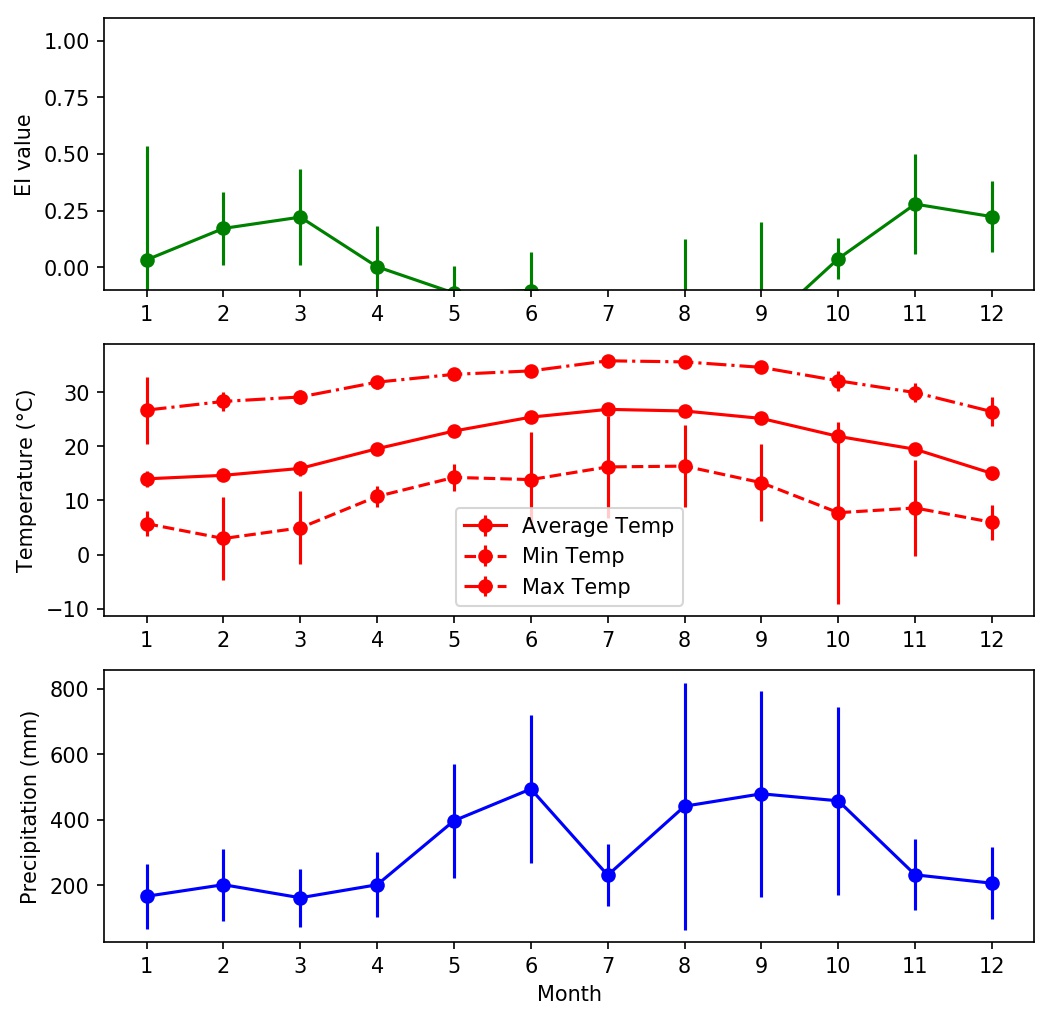 EI value
1.00
0.75
0.50
0.25
0.00
1 2 3 4 5 6 7 8 9 10 11 12
Temperature (°C)
30
20
10
0
−10
Average Temp
Min Temp
Max Temp
1 2 3 4 5 6 7 8 9 10 11 12
Precipitation (mm)
800
600
400
200
1 2 3 4 5 6 7 8 9 10 11 12
Month